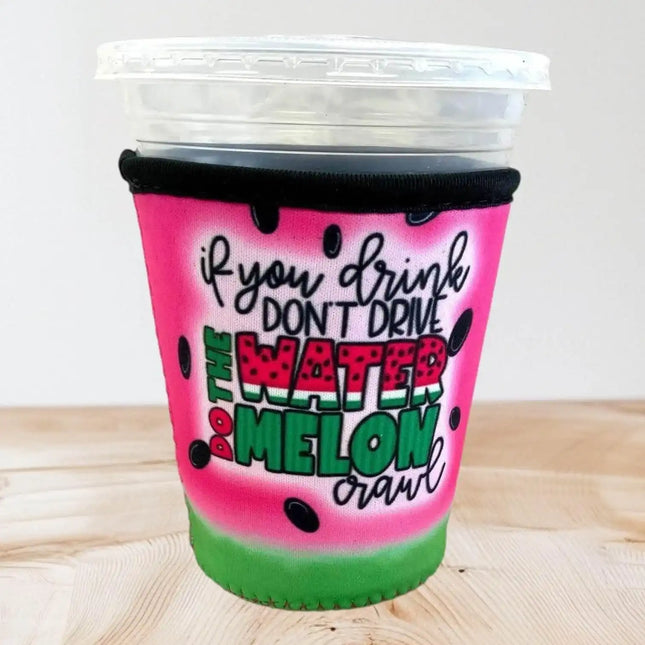 if you drink
DON'T DRIVE
DO THE
WATER
MELON
crawl